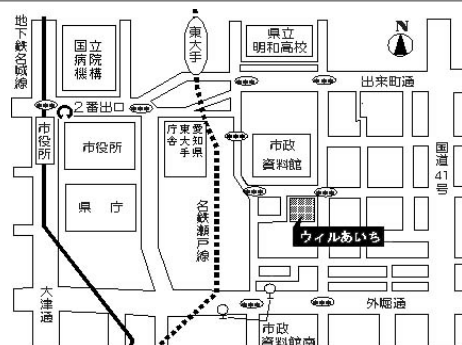 地下鉄名城線
国立
病院
機構
東大手
県立
明和高校
N
出来町通
2番出口
市役所
市役所
愛知県
東大手
庁舎
市政
資料館
国道41号
県庁
名鉄瀬戸線
ウィルあいち
大津通
外堀通
市政
資料館南